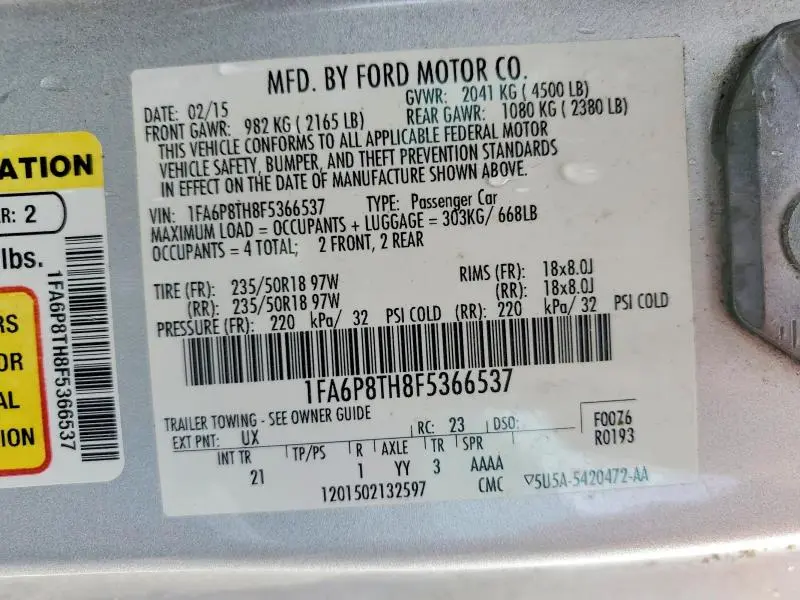 MFD. BY FORD MOTOR CO.
DATE: 02/15 GVWR: 2041 KG ( 4500 LB)
FRONT GAWR: 982 KG ( 2165 LB) REAR GAWR: 1080 KG ( 2380 LB)
THIS VEHICLE CONFORMS TO ALL APPLICABLE FEDERAL MOTOR
VEHICLE SAFETY, BUMPER, AND THEFT PREVENTION STANDARDS
IN EFFECT ON THE DATE OF MANUFACTURE SHOWN ABOVE.
VIN: 1FA6P8TH8F5366537 TYPE: Passenger Car
MAXIMUM LOAD = OCCUPANTS + LUGGAGE = 303KG/ 668LB
OCCUPANTS = 4 TOTAL; 2 FRONT, 2 REAR
TIRE (FR): 235/50R18 97W RIMS (FR): 18x8.0J
(RR): 235/50R18 97W (RR): 18x8.0J
PRESSURE (FR): 220 kPa/ 32 PSI COLD (RR): 220 kPa/ 32 PSI COLD
1FA6P8TH8F5366537
TRAILER TOWING - SEE OWNER GUIDE
EXT PNT: UX RC: 23 DSO: F00Z6
R0193
INT TR TP/PS R AXLE TR SPR
21 1 YY 3 AAAA
1201502132597 CMC ▽5U5A-5420472-AA
ATION
R: 2
lbs.
RS
OR
AL
ION
1FA6P8TH8F5366537